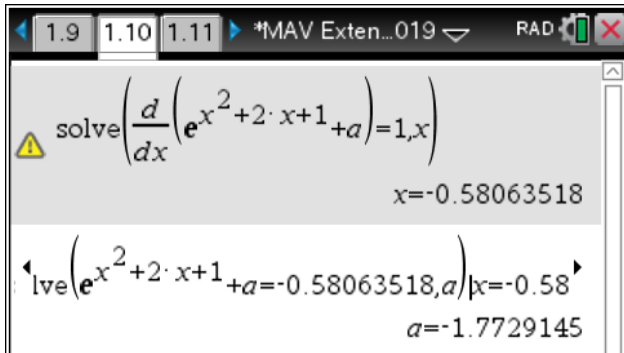 1.9 1.10 1.11 *MAV Exten...019 RAD
solve(d/dx(e^(x^2+2·x+1)+a)=1,x)
x=-0.58063518
lve(e^(x^2+2·x+1)+a=-0.58063518,a)|x=-0.58
a=-1.7729145